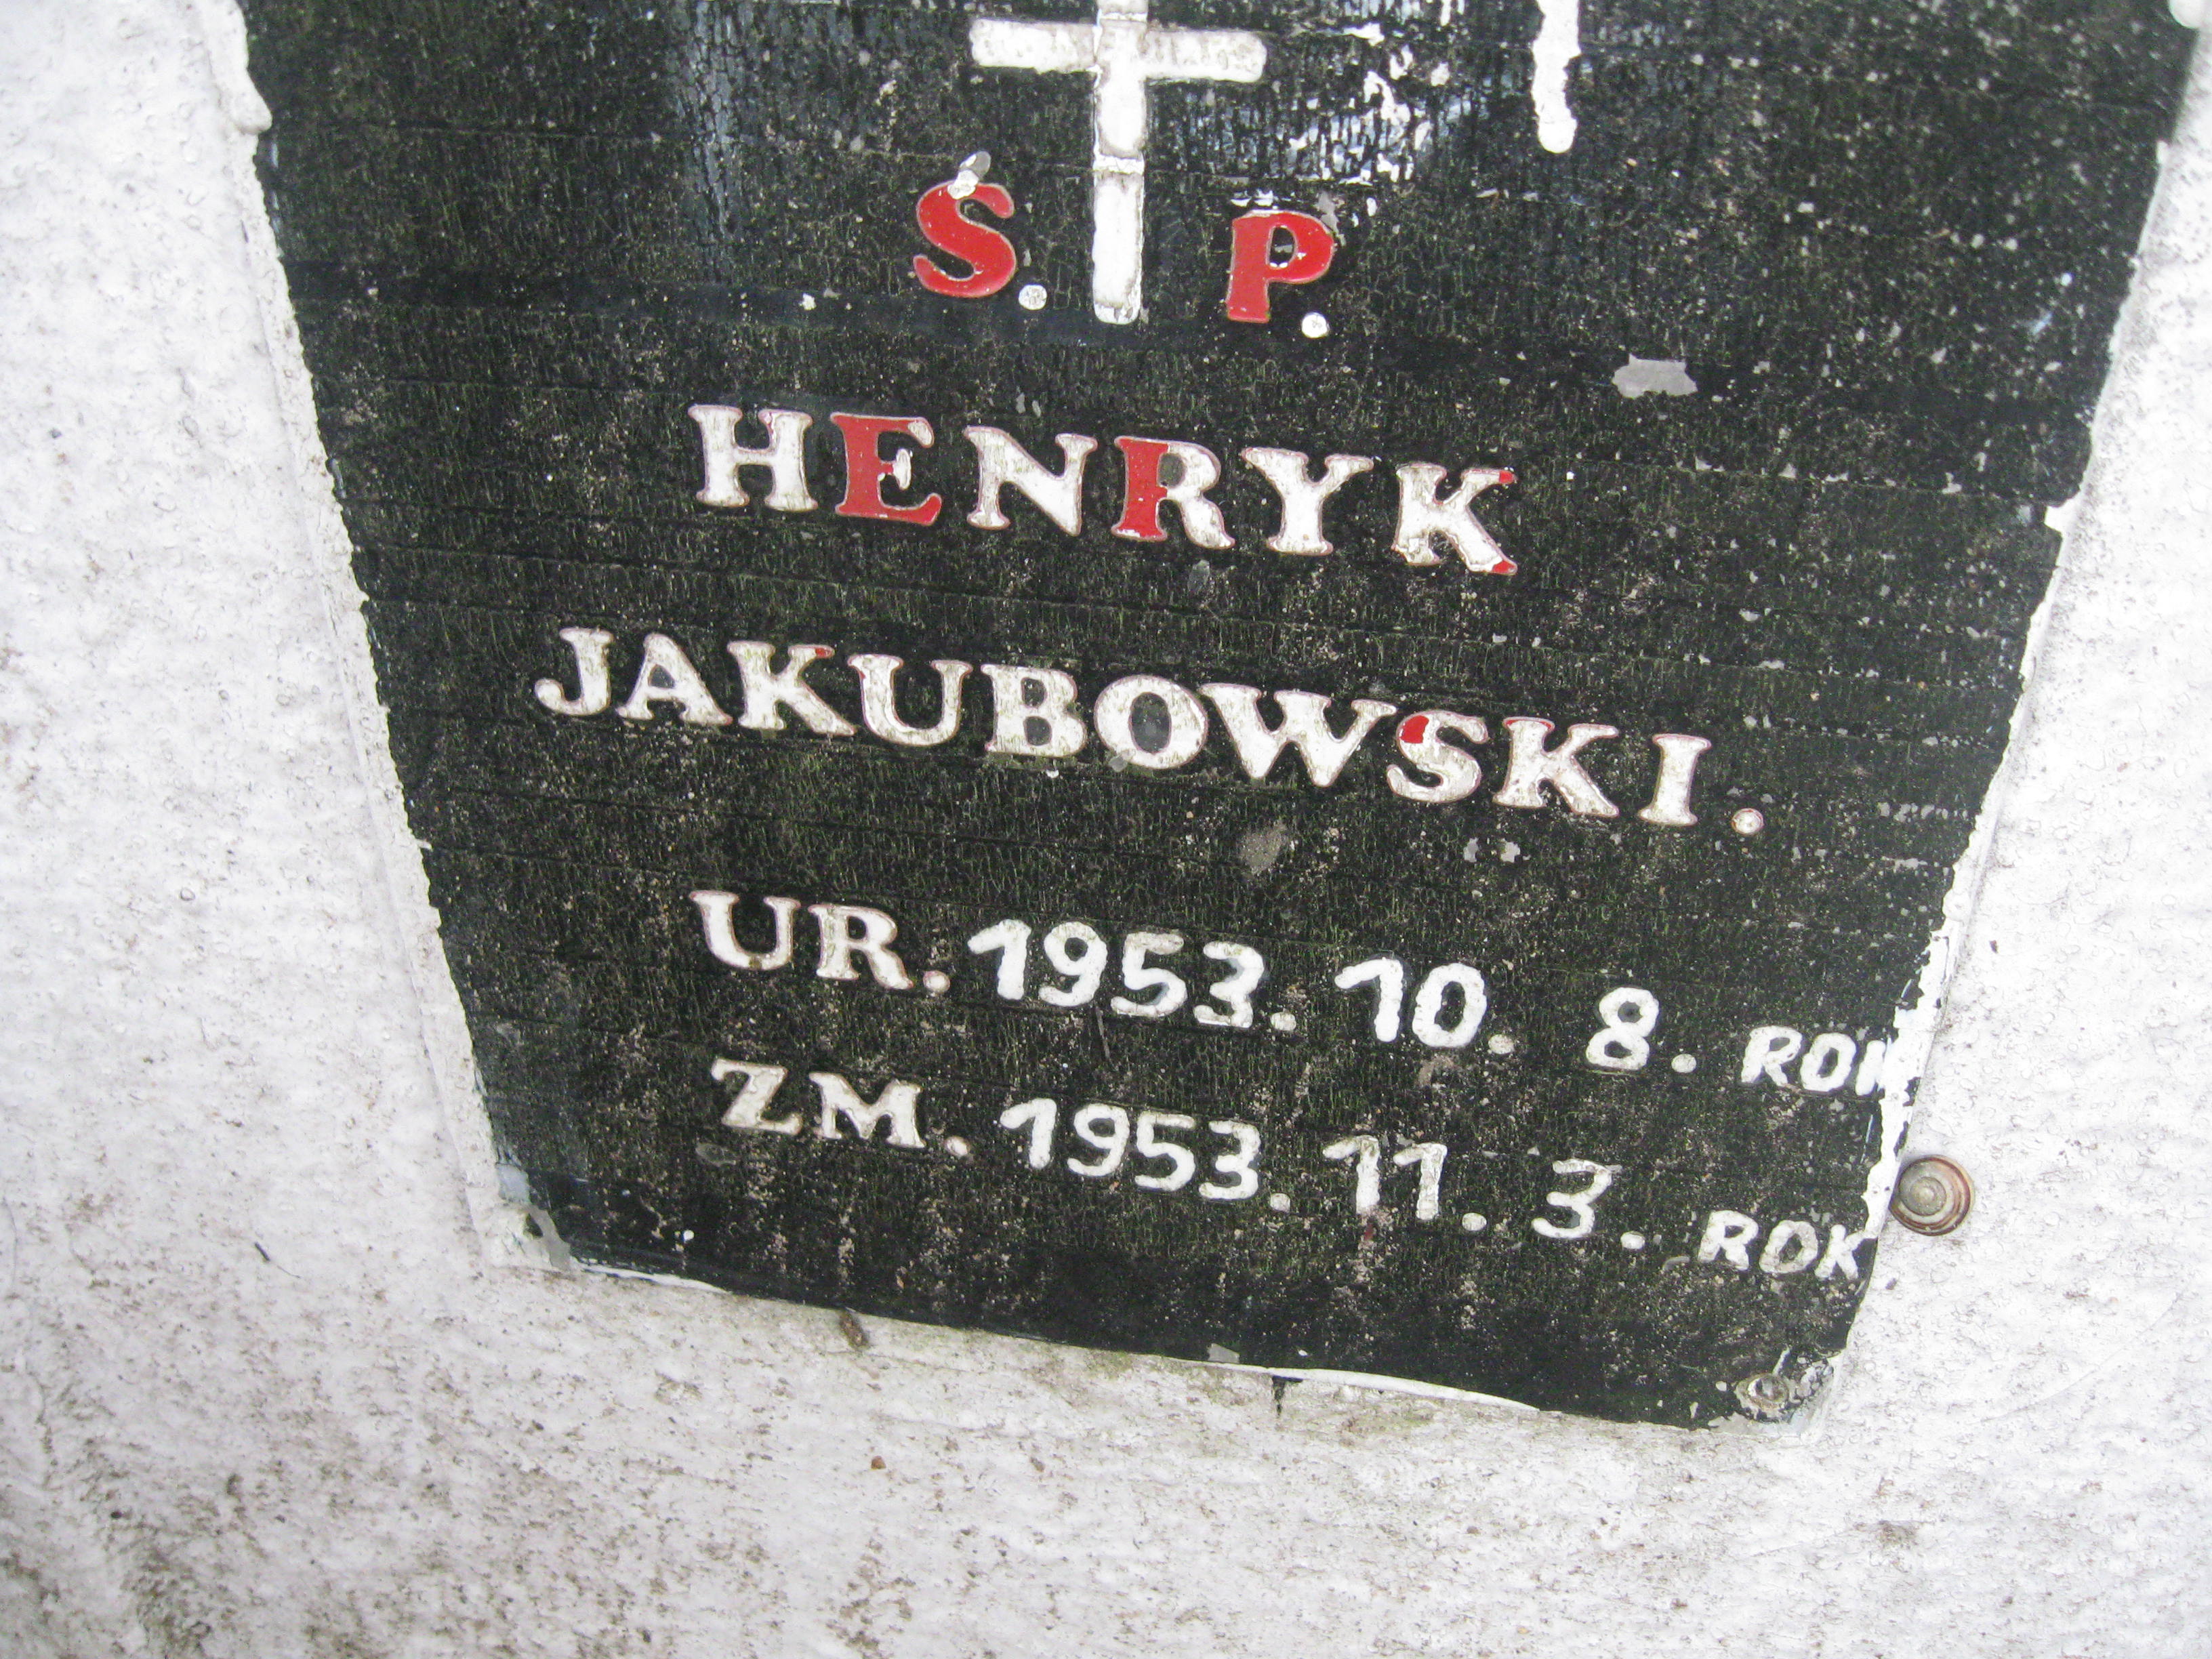 Ś. P.
HENRYK
JAKUBOWSKI.
UR. 1953. 10. 8. ROK
ZM. 1953. 11. 3. ROK